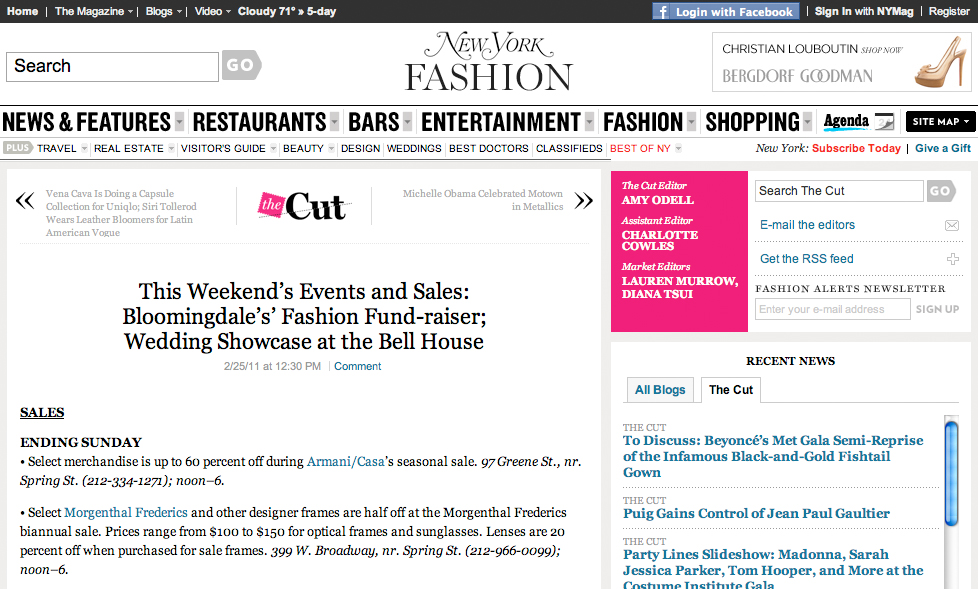 Home | The Magazine | Blogs | Video Cloudy 71° » 5-day
f Login with Facebook | Sign In with NYMag | Register
Search GO
NEW YORK
FASHION
CHRISTIAN LOUBOUTIN SHOP NOW
BERGDORF GOODMAN
NEWS & FEATURES RESTAURANTS BARS ENTERTAINMENT FASHION SHOPPING Agenda SITE MAP
PLUS TRAVEL REAL ESTATE VISITOR'S GUIDE BEAUTY DESIGN WEDDINGS BEST DOCTORS CLASSIFIEDS BEST OF NY
New York: Subscribe Today | Give a Gift
«
Vena Cava Is Doing a Capsule
Collection for Uniqlo; Siri Tollerod
Wears Leather Bloomers for Latin
American Vogue
the Cut
Michelle Obama Celebrated Motown
in Metallics
»
This Weekend's Events and Sales:
Bloomingdale's' Fashion Fund-raiser;
Wedding Showcase at the Bell House
2/25/11 at 12:30 PM | Comment
SALES
ENDING SUNDAY
• Select merchandise is up to 60 percent off during Armani/Casa's seasonal sale. 97 Greene St., nr.
Spring St. (212-334-1271); noon–6.
• Select Morgenthal Frederics and other designer frames are half off at the Morgenthal Frederics
biannual sale. Prices range from $100 to $150 for optical frames and sunglasses. Lenses are 20
percent off when purchased for sale frames. 399 W. Broadway, nr. Spring St. (212-966-0099);
noon–6.
The Cut Editor
AMY ODELL
Assistant Editor
CHARLOTTE
COWLES
Market Editors
LAUREN MURROW,
DIANA TSUI
Search The Cut GO
E-mail the editors
Get the RSS feed
FASHION ALERTS NEWSLETTER
Enter your e-mail address SIGN UP
RECENT NEWS
All Blogs The Cut
THE CUT
To Discuss: Beyoncé's Met Gala Semi-Reprise
of the Infamous Black-and-Gold Fishtail
Gown
THE CUT
Puig Gains Control of Jean Paul Gaultier
THE CUT
Party Lines Slideshow: Madonna, Sarah
Jessica Parker, Tom Hooper, and More at the
Costume Institute Gala